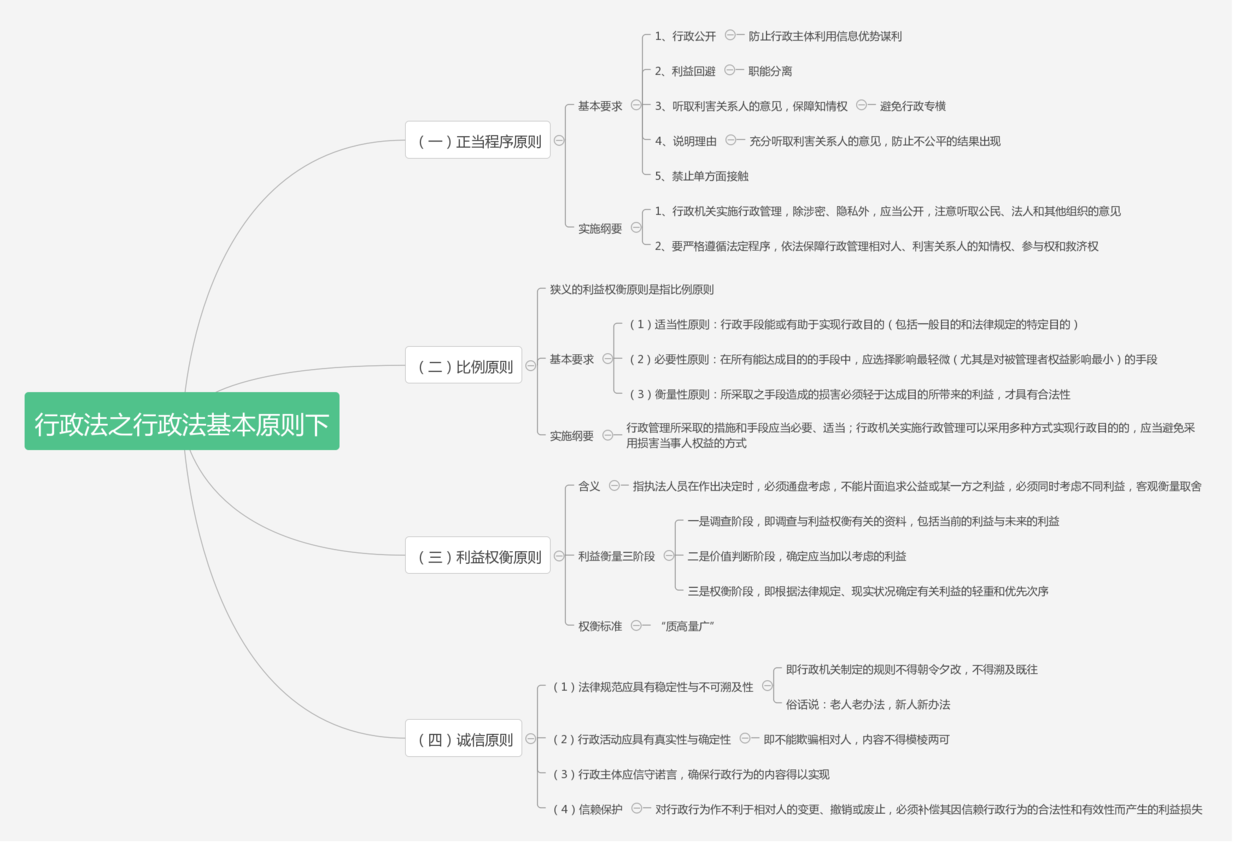 行政法之行政法基本原则下
（一）正当程序原则
基本要求
1、行政公开
防止行政主体利用信息优势谋利
2、利益回避
职能分离
3、听取利害关系人的意见，保障知情权
避免行政专横
4、说明理由
充分听取利害关系人的意见，防止不公平的结果出现
5、禁止单方面接触
实施纲要
1、行政机关实施行政管理，除涉密、隐私外，应当公开，注意听取公民、法人和其他组织的意见
2、要严格遵循法定程序，依法保障行政管理相对人、利害关系人的知情权、参与权和救济权
（二）比例原则
狭义的利益权衡原则是指比例原则
基本要求
（1）适当性原则：行政手段能或有助于实现行政目的（包括一般目的和法律规定的特定目的）
（2）必要性原则：在所有能达成目的的手段中，应选择影响最轻微（尤其是对被管理者权益影响最小）的手段
（3）衡量性原则：所采取之手段造成的损害必须轻于达成目的所带来的利益，才具有合法性
实施纲要
行政管理所采取的措施和手段应当必要、适当；行政机关实施行政管理可以采用多种方式实现行政目的的，应当避免采
用损害当事人权益的方式
（三）利益权衡原则
含义
指执法人员在作出决定时，必须通盘考虑，不能片面追求公益或某一方之利益，必须同时考虑不同利益，客观衡量取舍
利益衡量三阶段
一是调查阶段，即调查与利益权衡有关的资料，包括当前的利益与未来的利益
二是价值判断阶段，确定应当加以考虑的利益
三是权衡阶段，即根据法律规定、现实状况确定有关利益的轻重和优先次序
权衡标准
“质高量广”
（四）诚信原则
（1）法律规范应具有稳定性与不可溯及性
即行政机关制定的规则不得朝令夕改，不得溯及既往
俗话说：老人老办法，新人新办法
（2）行政活动应具有真实性与确定性
即不能欺骗相对人，内容不得模棱两可
（3）行政主体应信守诺言，确保行政行为的内容得以实现
（4）信赖保护
对行政行为作不利于相对人的变更、撤销或废止，必须补偿其因信赖行政行为的合法性和有效性而产生的利益损失